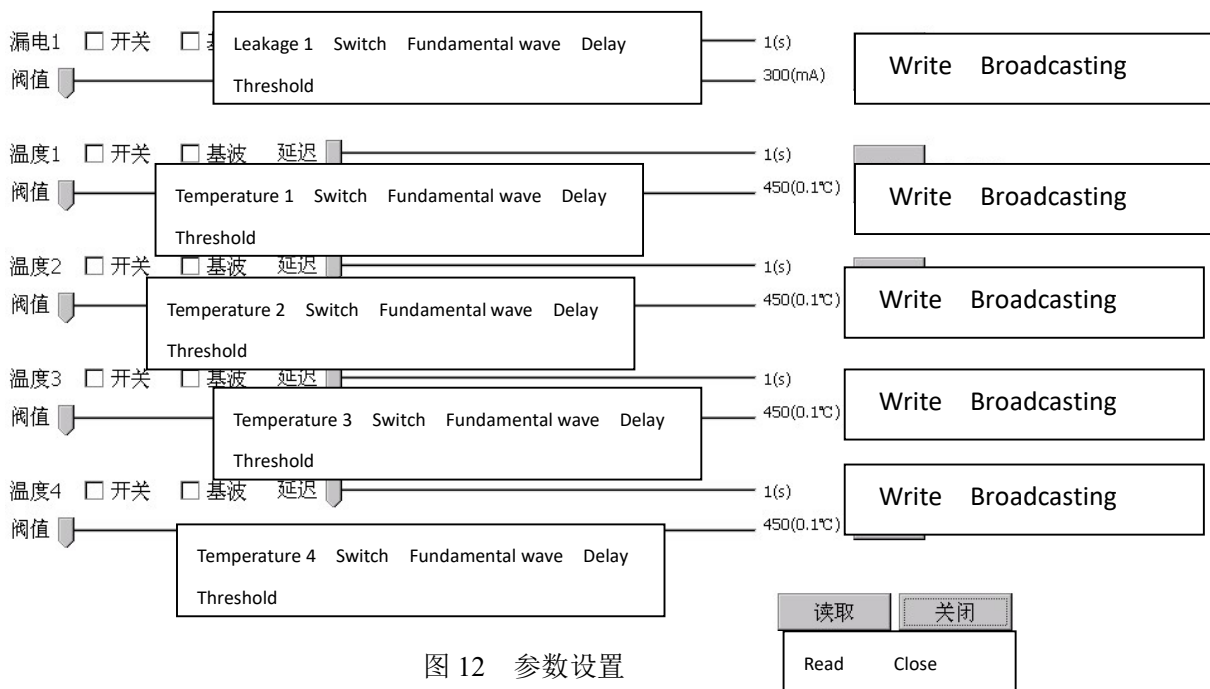 漏电1 开关
Leakage 1 Switch Fundamental wave Delay
Threshold
1(s)
阀值
300(mA)
Write Broadcasting
温度1 开关 基波 延迟
1(s)
阀值
450(0.1℃)
Temperature 1 Switch Fundamental wave Delay
Threshold
Write Broadcasting
温度2 开关 基波 延迟
1(s)
阀值
450(0.1℃)
Temperature 2 Switch Fundamental wave Delay
Threshold
Write Broadcasting
温度3 开关 基波 延迟
1(s)
阀值
450(0.1℃)
Temperature 3 Switch Fundamental wave Delay
Threshold
Write Broadcasting
温度4 开关 基波 延迟
1(s)
阀值
450(0.1℃)
Temperature 4 Switch Fundamental wave Delay
Threshold
Write Broadcasting
读取 关闭
Read Close
图 12 参数设置